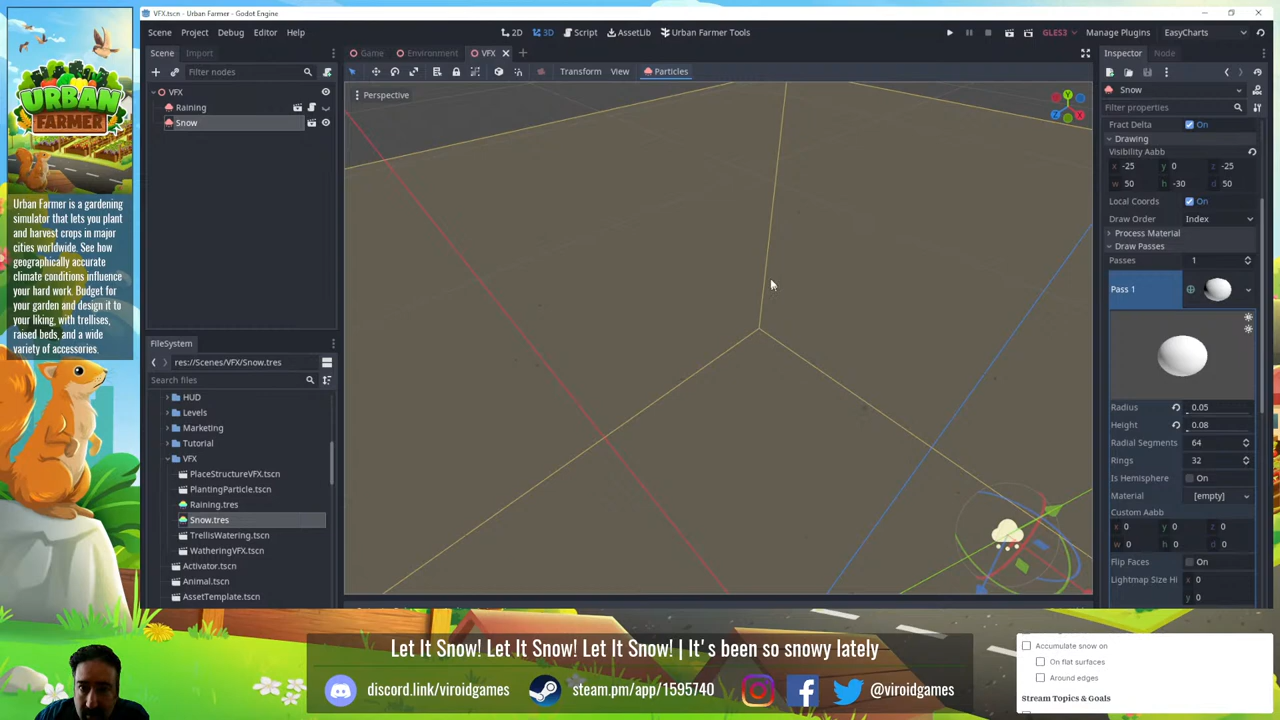 VFX.tscn - Urban Farmer - Godot Engine
Scene Project Debug Editor Help
2D 3D Script AssetLib Urban Farmer Tools
GLES3 Manage Plugins EasyCharts
Scene Import
Filter nodes
VFX
Raining
Snow
Game Environment VFX
Transform View Particles
Perspective
Y
X
Z
FileSystem
res://Scenes/VFX/Snow.tres
Search files
HUD
Levels
Marketing
Tutorial
VFX
PlaceStructureVFX.tscn
PlantingParticle.tscn
Raining.tres
Snow.tres
TrellisWatering.tscn
WatheringVFX.tscn
Activator.tscn
Animal.tscn
AssetTemplate.tscn
Inspector Node
Snow
Filter properties
Fract Delta On
Drawing
Visibility Aabb
x -25 y 0 z -25
w 50 h -30 d 50
Local Coords On
Draw Order Index
Process Material
Draw Passes
Passes 1
Pass 1
Radius 0.05
Height 0.08
Radial Segments 64
Rings 32
Is Hemisphere On
Material [empty]
Custom Aabb
x 0 y 0 z 0
w 0 h 0 d 0
Flip Faces On
Lightmap Size Hi x 0
y 0
URBAN
FARMER
Urban Farmer is a gardening
simulator that lets you plant
and harvest crops in major
cities worldwide. See how
geographically accurate
climate conditions influence
your hard work. Budget for
your garden and design it to
your liking, with trellises,
raised beds, and a wide
variety of accessories.
Let It Snow! Let It Snow! Let It Snow! | It's been so snowy lately
discord.link/viroidgames steam.pm/app/1595740 @viroidgames
Accumulate snow on
On flat surfaces
Around edges
Stream Topics & Goals